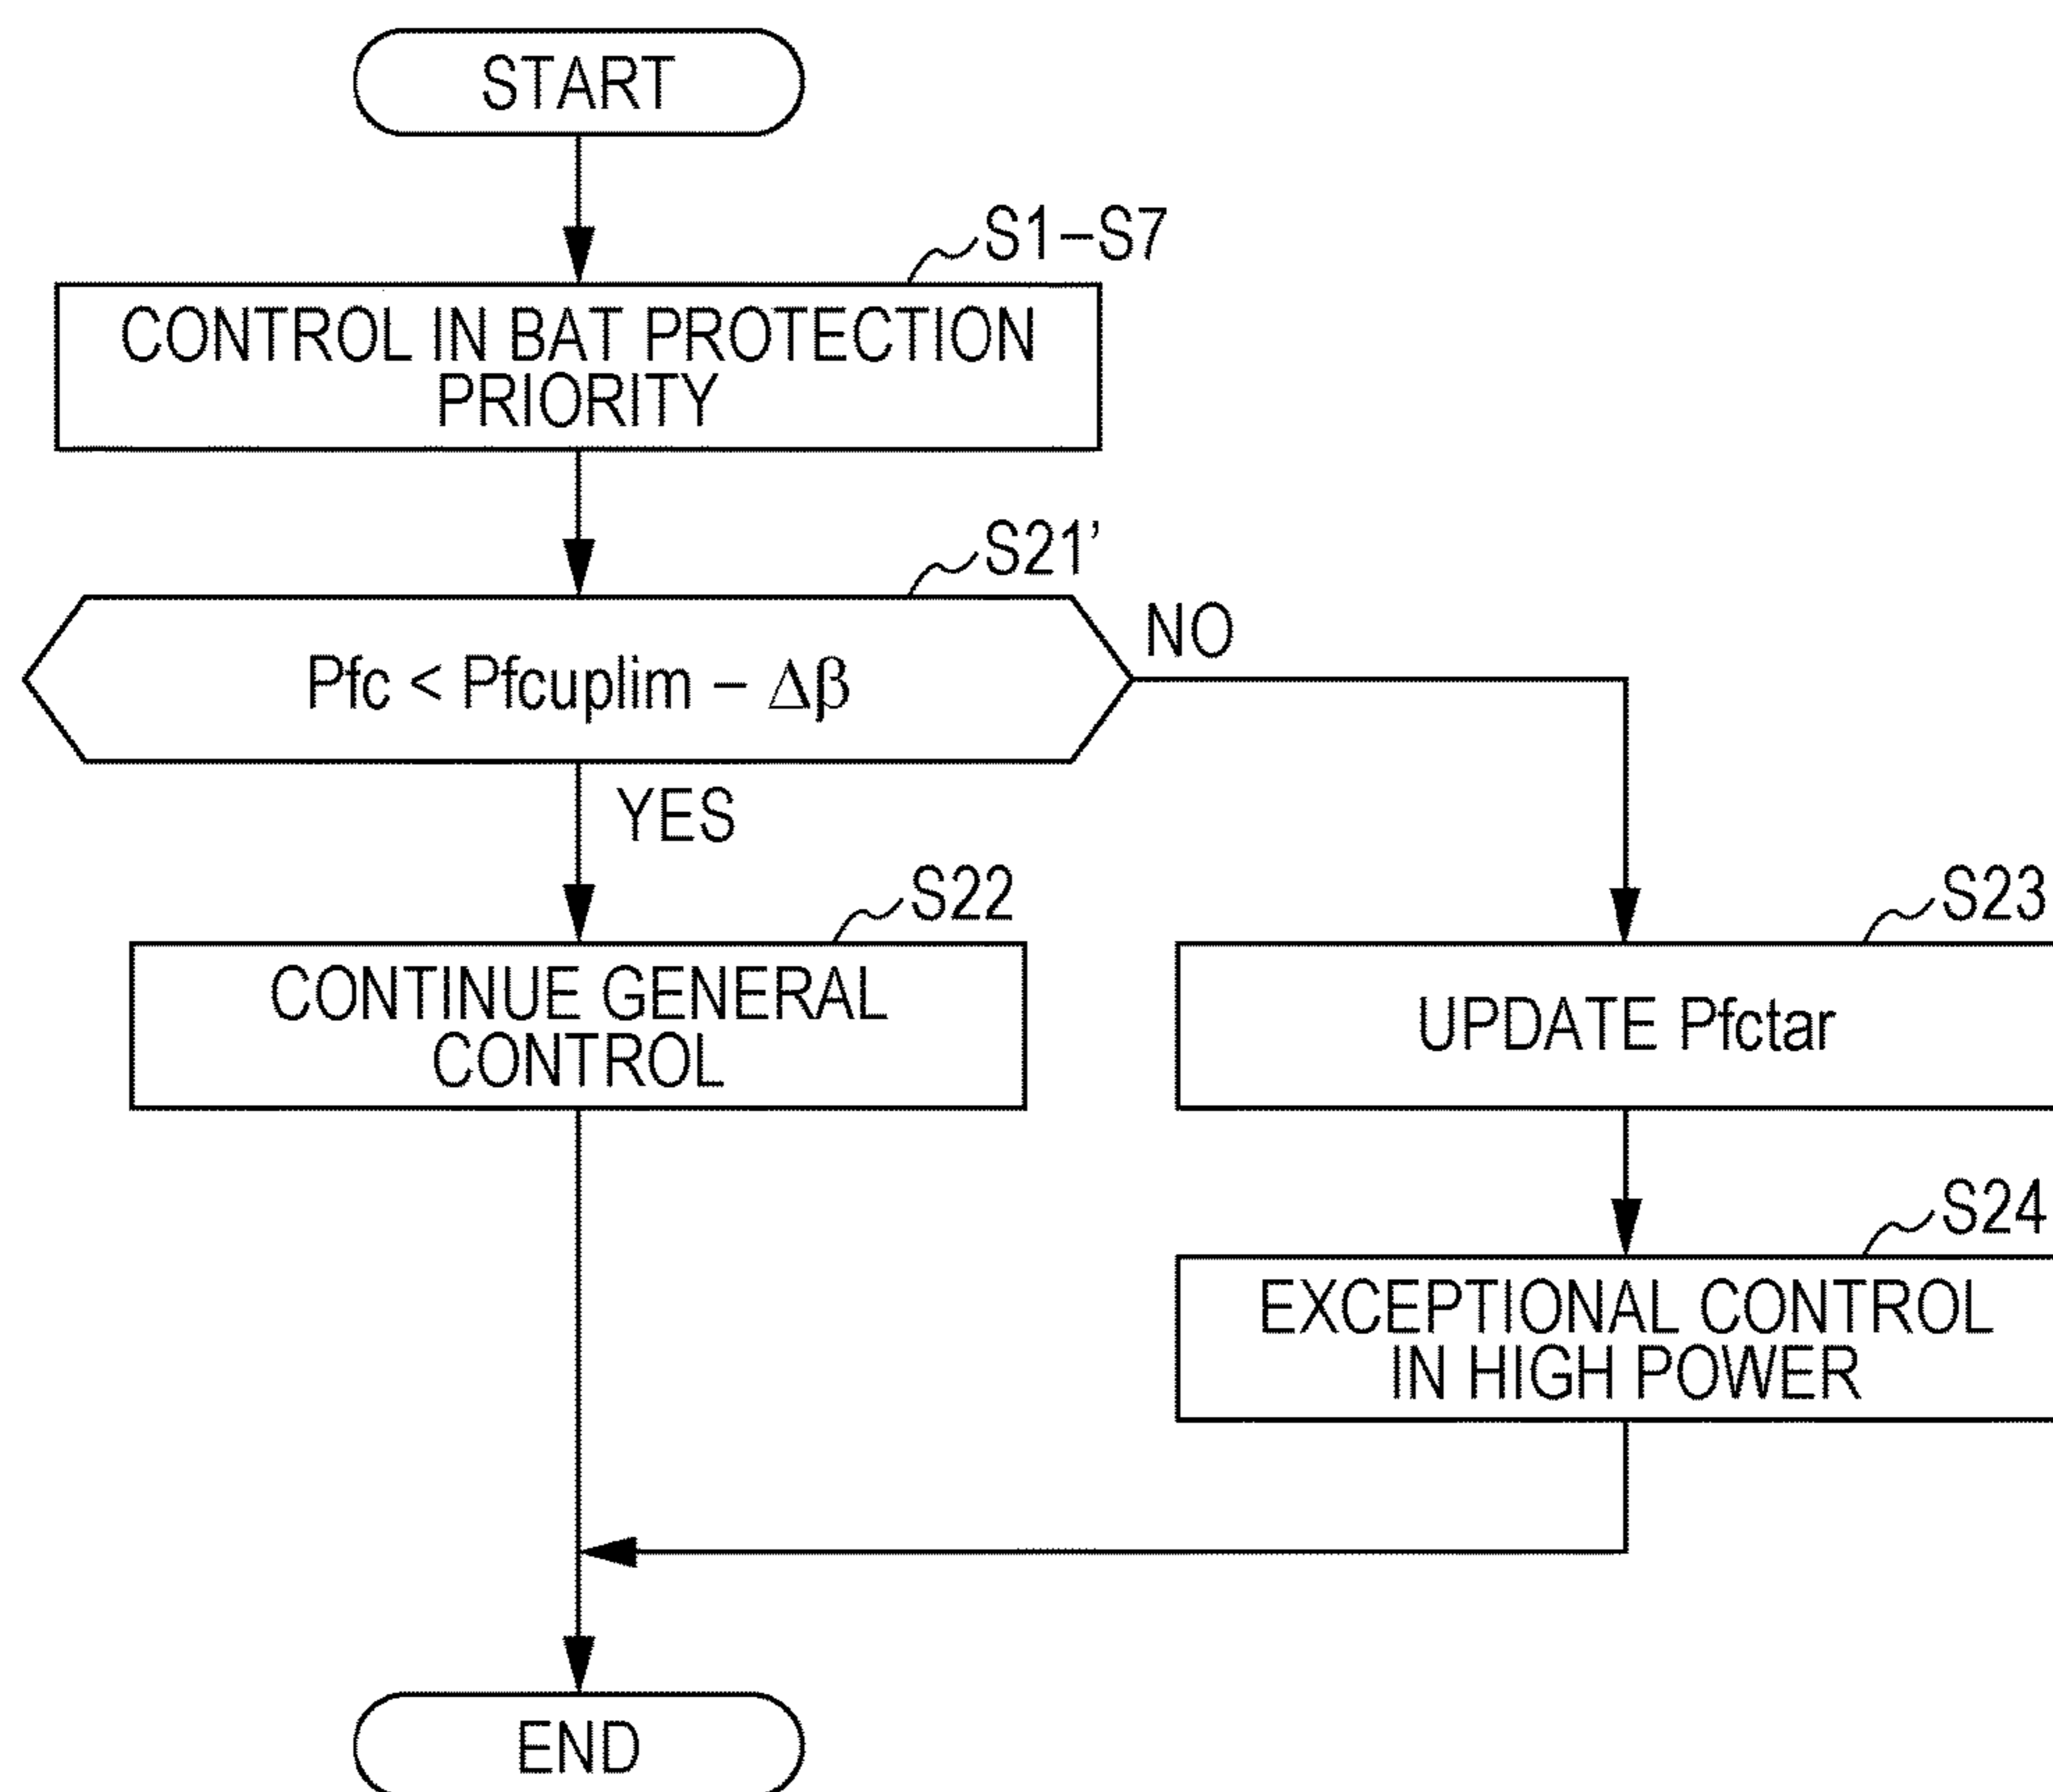 START
S1–S7
CONTROL IN BAT PROTECTION
PRIORITY
S21’
Pfc < Pfcuplim – Δβ
NO
YES
S22
CONTINUE GENERAL
CONTROL
S23
UPDATE Pfctar
S24
EXCEPTIONAL CONTROL
IN HIGH POWER
END